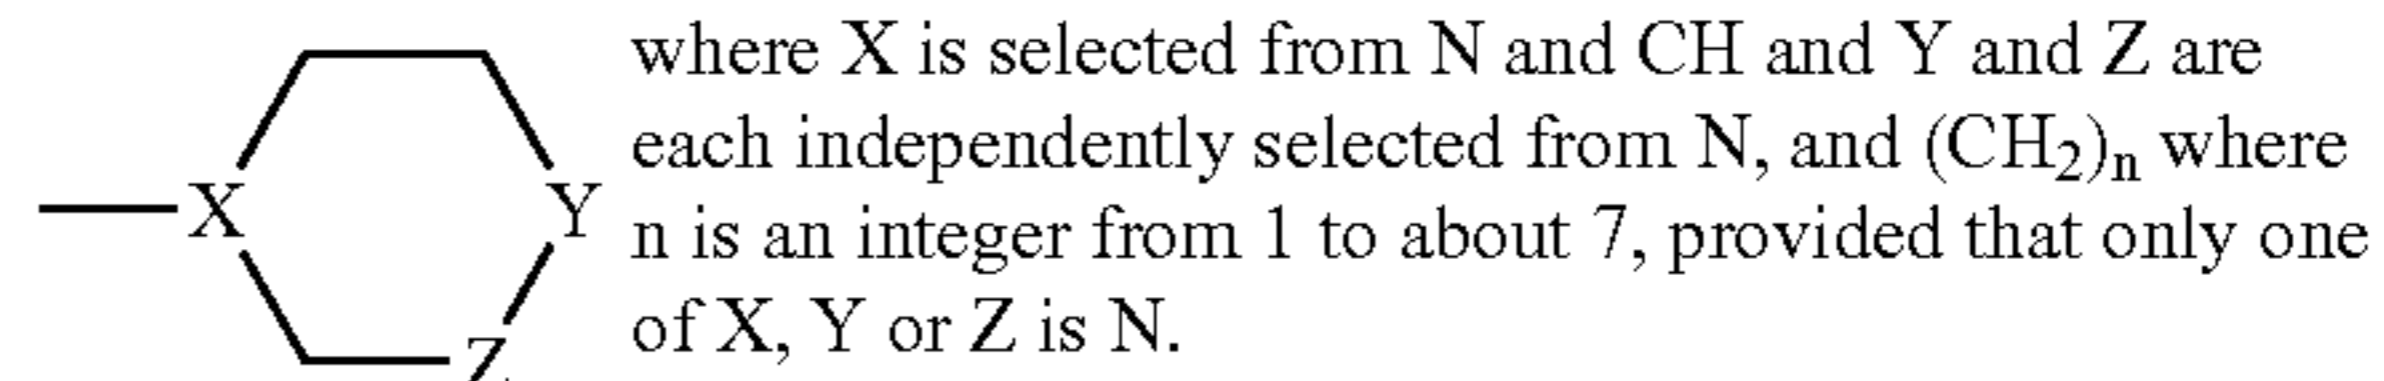 where X is selected from N and CH and Y and Z are
each independently selected from N, and (CH₂)ₙ where
X
Y
n is an integer from 1 to about 7, provided that only one
of X, Y or Z is N.
Z